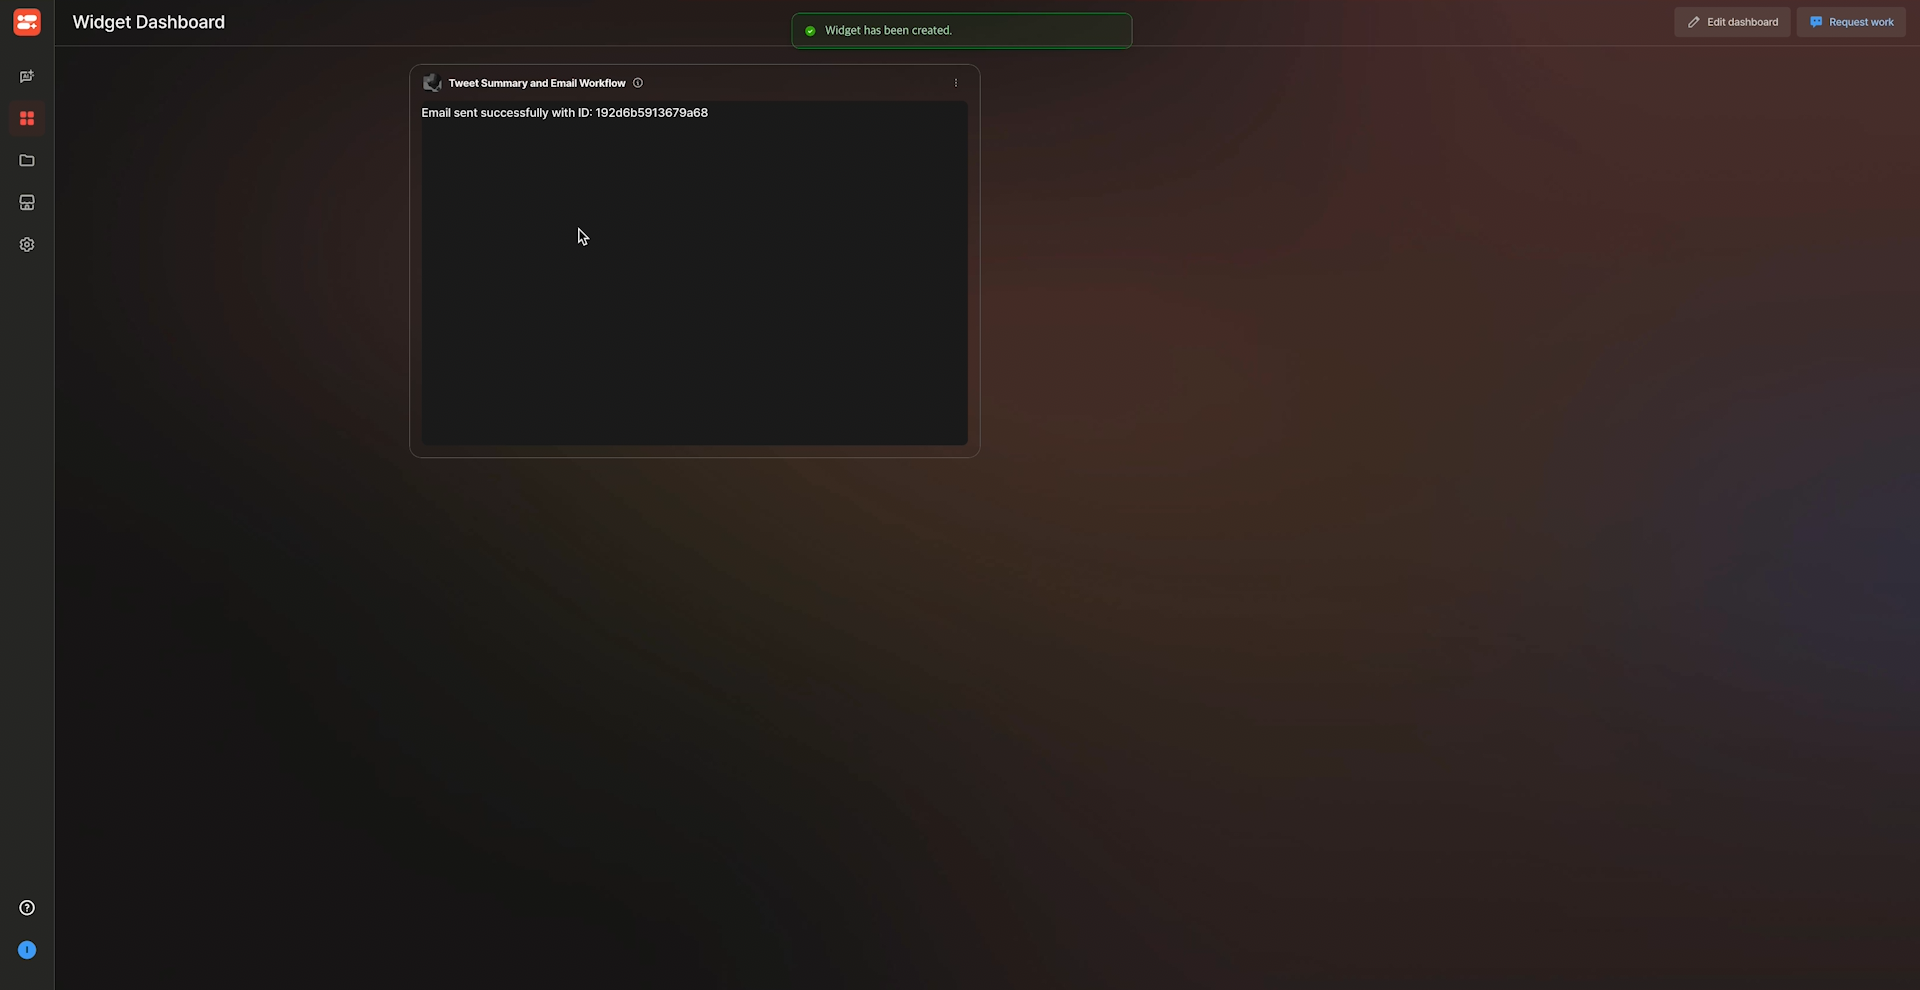 Widget Dashboard
Widget has been created.
Edit dashboard
Request work
Tweet Summary and Email Workflow
Email sent successfully with ID: 192d6b5913679a68